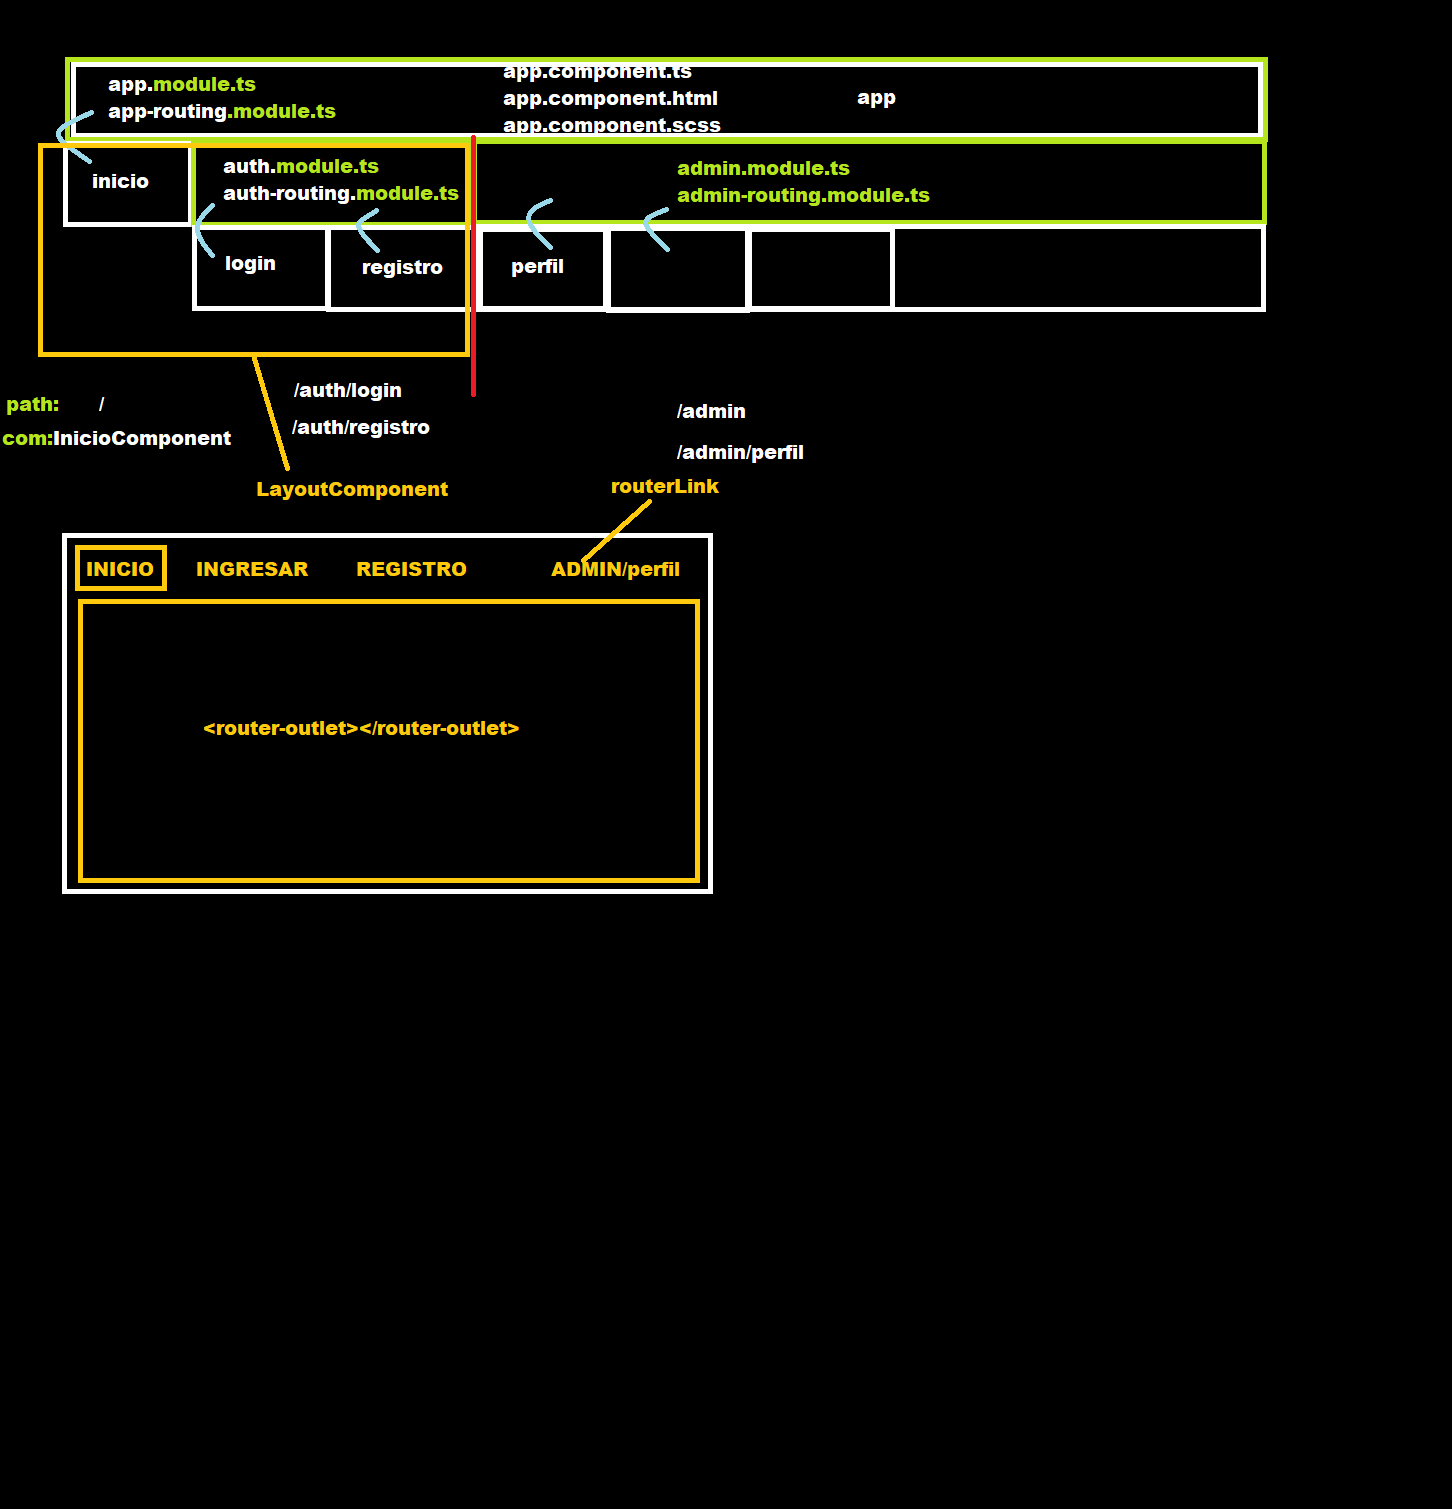 app.module.ts
app-routing.module.ts
app.component.ts
app.component.html
app.component.scss
app
inicio
auth.module.ts
auth-routing.module.ts
admin.module.ts
admin-routing.module.ts
login
registro
perfil
path: /
com:InicioComponent
/auth/login
/auth/registro
/admin
/admin/perfil
LayoutComponent
routerLink
INICIO
INGRESAR
REGISTRO
ADMIN/perfil
<router-outlet></router-outlet>